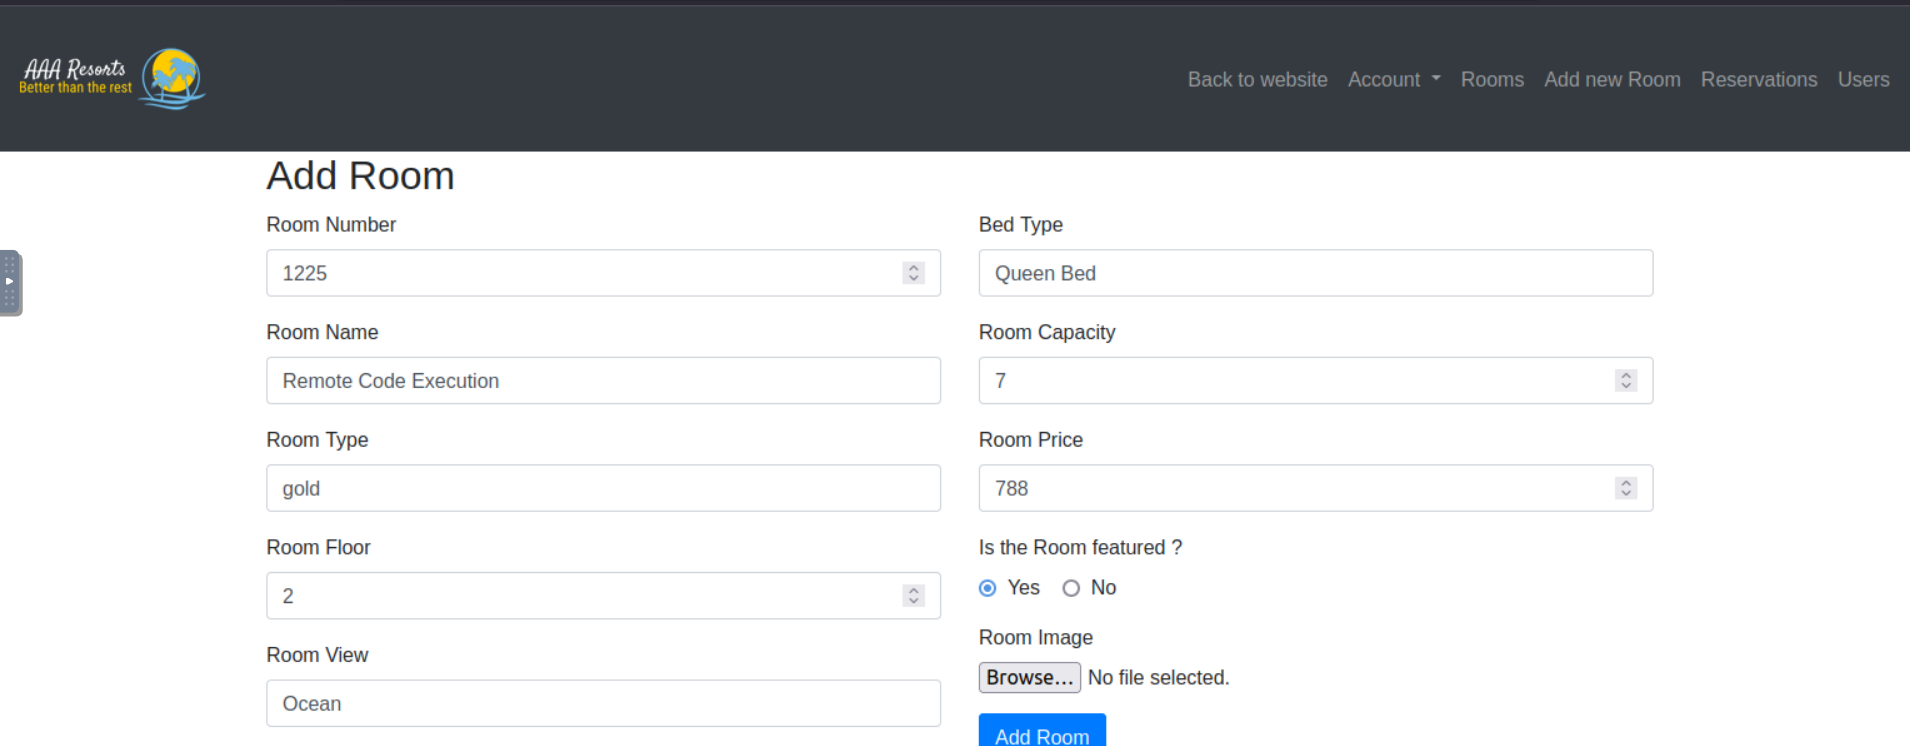 AAA Resorts
Better than the rest
Back to website Account Rooms Add new Room Reservations Users
Add Room
Room Number
1225
Room Name
Remote Code Execution
Room Type
gold
Room Floor
2
Room View
Ocean
Bed Type
Queen Bed
Room Capacity
7
Room Price
788
Is the Room featured ?
Yes No
Room Image
Browse... No file selected.
Add Room